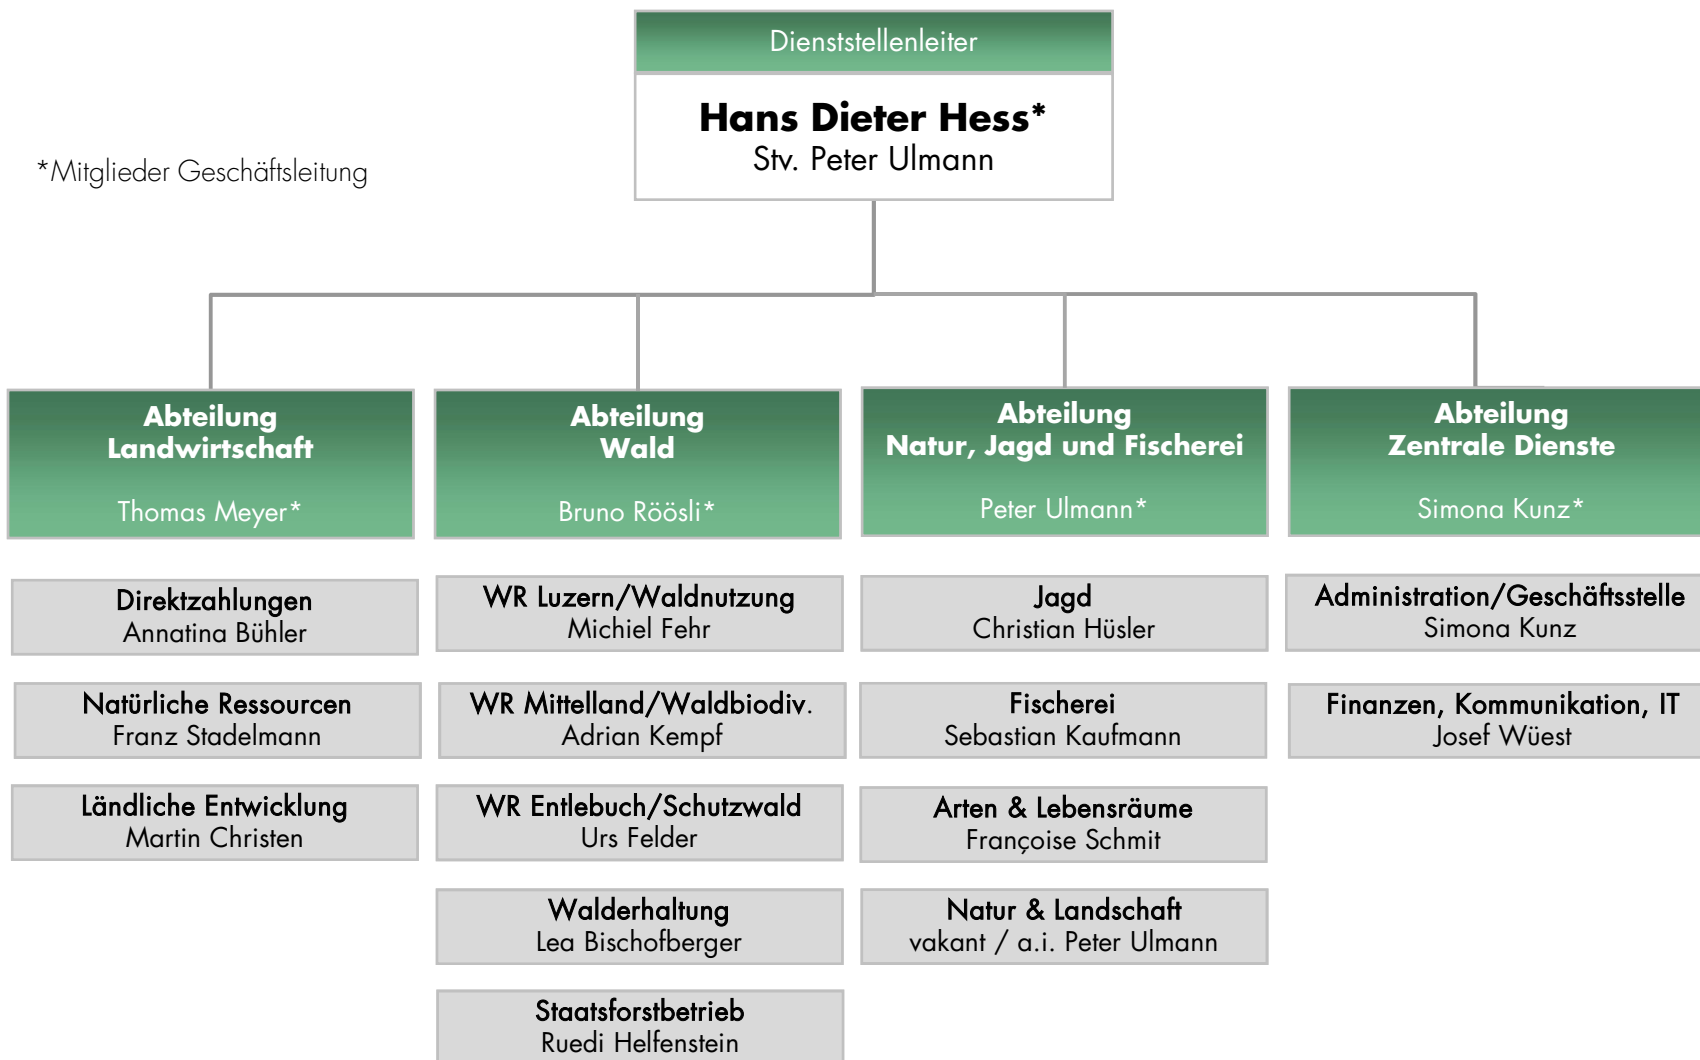 Dienststellenleiter
Hans Dieter Hess*
Stv. Peter Ulmann
*Mitglieder Geschäftsleitung
Abteilung
Landwirtschaft
Thomas Meyer*
Direktzahlungen
Annatina Bühler
Natürliche Ressourcen
Franz Stadelmann
Ländliche Entwicklung
Martin Christen
Abteilung
Wald
Bruno Röösli*
WR Luzern/Waldnutzung
Michiel Fehr
WR Mittelland/Waldbiodiv.
Adrian Kempf
WR Entlebuch/Schutzwald
Urs Felder
Walderhaltung
Lea Bischofberger
Staatsforstbetrieb
Ruedi Helfenstein
Abteilung
Natur, Jagd und Fischerei
Peter Ulmann*
Jagd
Christian Hüsler
Fischerei
Sebastian Kaufmann
Arten & Lebensräume
Françoise Schmit
Natur & Landschaft
vakant / a.i. Peter Ulmann
Abteilung
Zentrale Dienste
Simona Kunz*
Administration/Geschäftsstelle
Simona Kunz
Finanzen, Kommunikation, IT
Josef Wüest